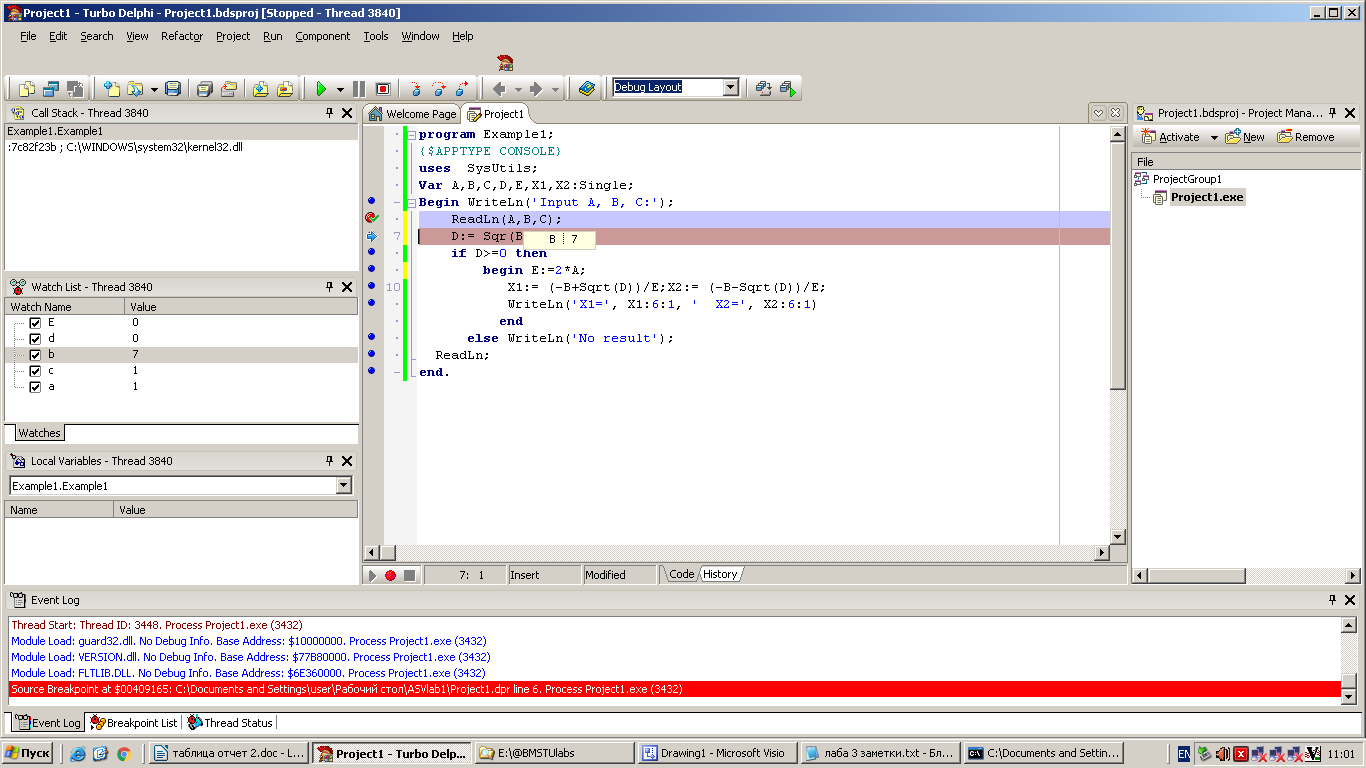 Project1 - Turbo Delphi - Project1.bdsproj [Stopped - Thread 3840]
File Edit Search View Refactor Project Run Component Tools Window Help
Debug Layout
Call Stack - Thread 3840
Example1.Example1
:7c82f23b ; C:\WINDOWS\system32\kernel32.dll
Watch List - Thread 3840
Watch Name Value
E 0
d 0
b 7
c 1
a 1
Watches
Local Variables - Thread 3840
Example1.Example1
Name Value
Welcome Page Project1
program Example1;
{$APPTYPE CONSOLE}
uses SysUtils;
Var A,B,C,D,E,X1,X2:Single;
Begin WriteLn('Input A, B, C:');
ReadLn(A,B,C);
7 D:= Sqr(B
B 7
if D>=0 then
begin E:=2*A;
10 X1:= (-B+Sqrt(D))/E;X2:= (-B-Sqrt(D))/E;
WriteLn('X1=', X1:6:1, '  X2=', X2:6:1)
end
else WriteLn('No result');
ReadLn;
end.
7: 1 Insert Modified Code History
Project1.bdsproj - Project Mana...
Activate New Remove
File
ProjectGroup1
Project1.exe
Event Log
Thread Start: Thread ID: 3448. Process Project1.exe (3432)
Module Load: guard32.dll. No Debug Info. Base Address: $10000000. Process Project1.exe (3432)
Module Load: VERSION.dll. No Debug Info. Base Address: $77B80000. Process Project1.exe (3432)
Module Load: FLTLIB.DLL. No Debug Info. Base Address: $6E360000. Process Project1.exe (3432)
Source Breakpoint at $00409165: C:\Documents and Settings\user\Рабочий стол\ASVlab1\Project1.dpr line 6. Process Project1.exe (3432)
Event Log Breakpoint List Thread Status
Пуск таблица отчет 2.doc - L... Project1 - Turbo Delp... E:\@BMSTUlabs Drawing1 - Microsoft Visio лаба 3 заметки.txt - Бл... C:\Documents and Settin... EN 11:01